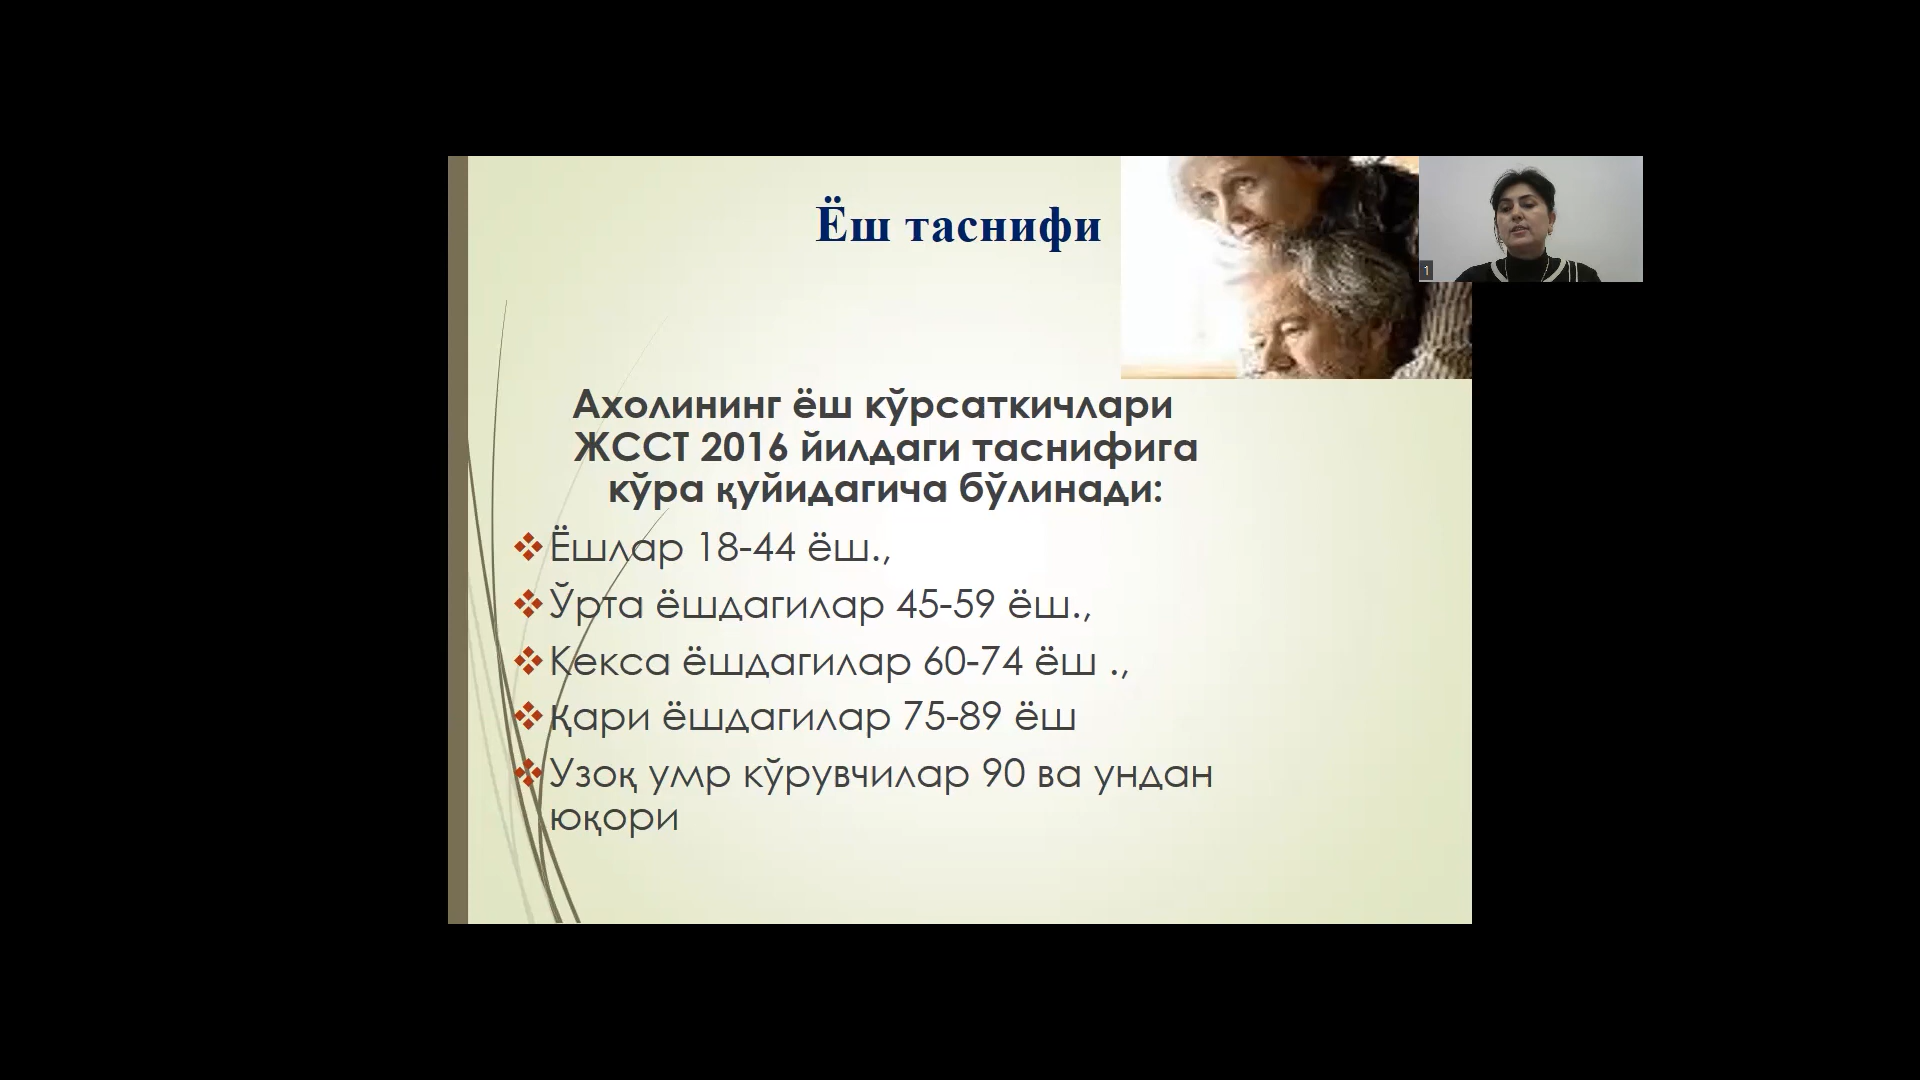 Ёш таснифи
1
Ахолининг ёш кўрсаткичлари
ЖССТ 2016 йилдаги таснифига
кўра қуйидагича бўлинади:
Ёшлар 18-44 ёш.,
Ўрта ёшдагилар 45-59 ёш.,
Кекса ёшдагилар 60-74 ёш .,
Қари ёшдагилар 75-89 ёш
Узоқ умр кўрувчилар 90 ва ундан
юқори